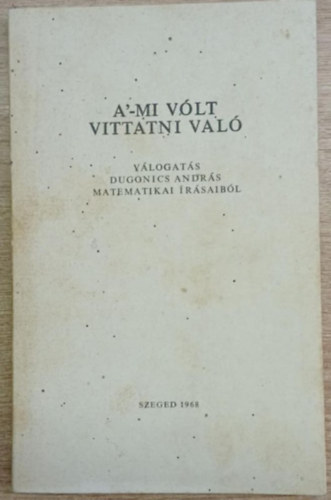 A'-MI VÓLT
VITTATNI VALÓ
VÁLOGATÁS
DUGONICS ANDRÁS
MATEMATIKAI ÍRÁSAIBÓL
SZEGED 1988